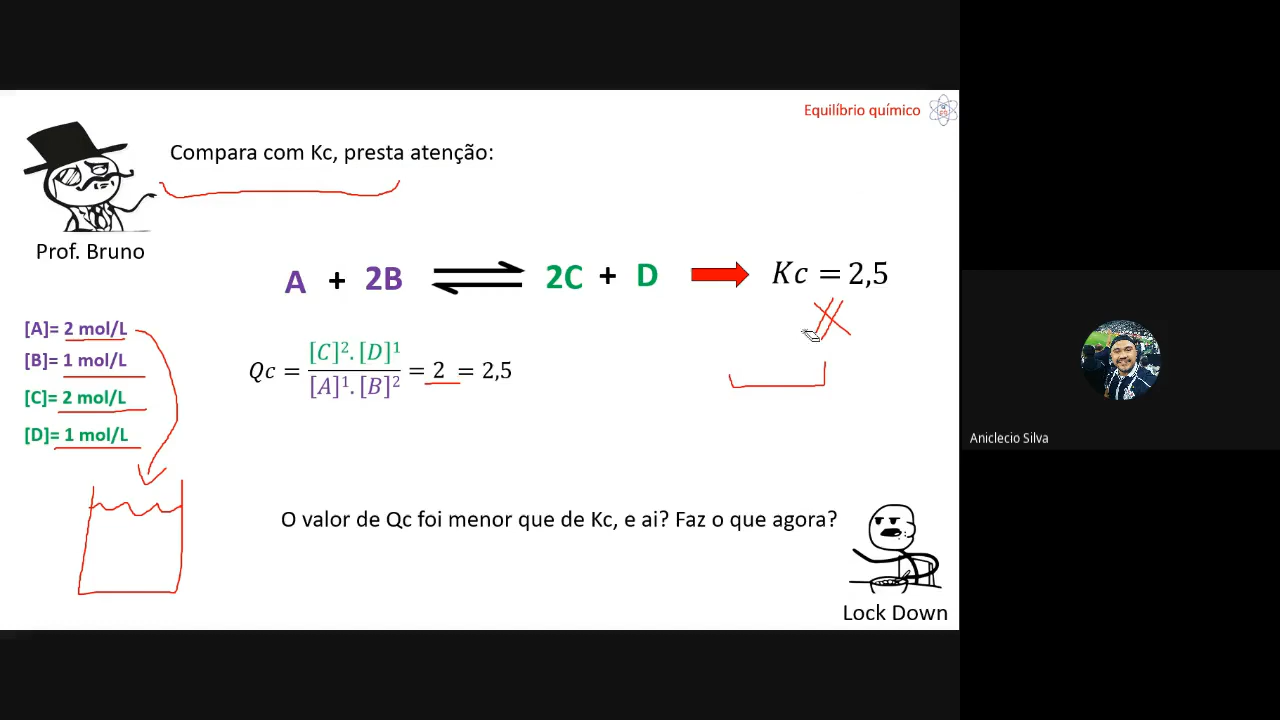 Equilíbrio químico
Compara com Kc, presta atenção:
Prof. Bruno
A + 2B ⇌ 2C + D ➡ Kc = 2,5
[A]= 2 mol/L
[B]= 1 mol/L
[C]= 2 mol/L
[D]= 1 mol/L
Qc = [C]². [D]¹ / [A]¹. [B]² = 2 = 2,5
Aniclecio Silva
O valor de Qc foi menor que de Kc, e ai? Faz o que agora?
Lock Down